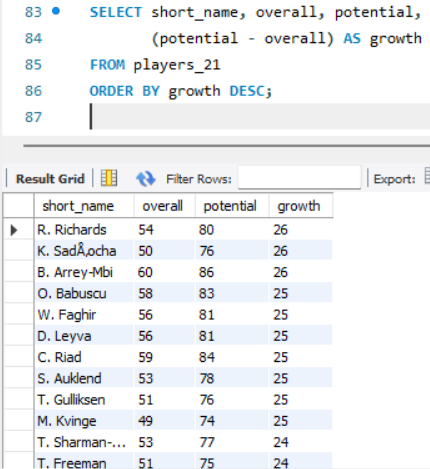 83 SELECT short_name, overall, potential,
84 (potential - overall) AS growth
85 FROM players_21
86 ORDER BY growth DESC;
87
Result Grid Filter Rows: Export:
short_name overall potential growth
R. Richards 54 80 26
K. SadÅ‚ocha 50 76 26
B. Arrey-Mbi 60 86 26
O. Babuscu 58 83 25
W. Faghir 56 81 25
D. Leyva 56 81 25
C. Riad 59 84 25
S. Auklend 53 78 25
T. Gulliksen 51 76 25
M. Kvinge 49 74 25
T. Sharman-... 53 77 24
T. Freeman 51 75 24